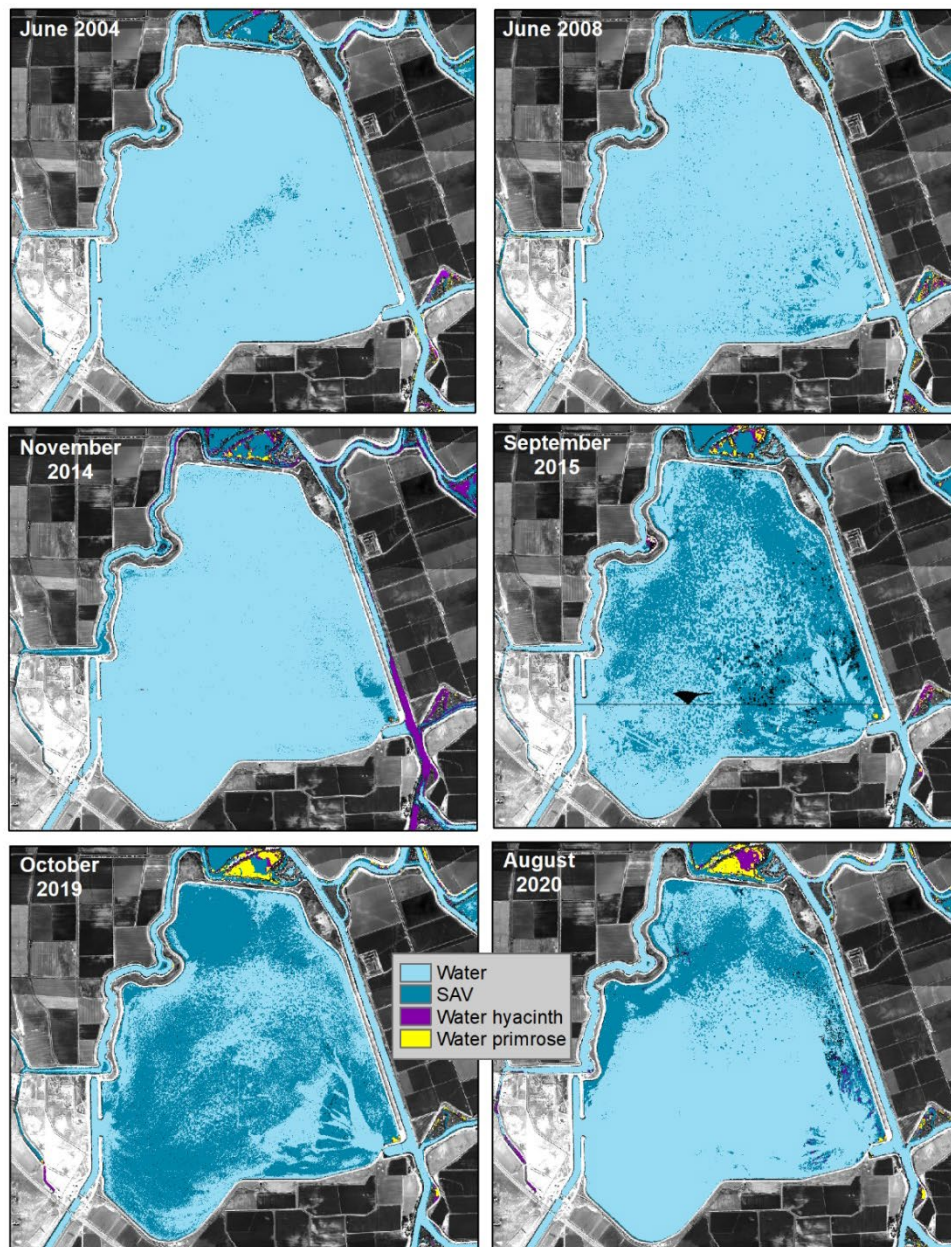 June 2004
June 2008
November
2014
September
2015
October
2019
August
2020
Water
SAV
Water hyacinth
Water primrose